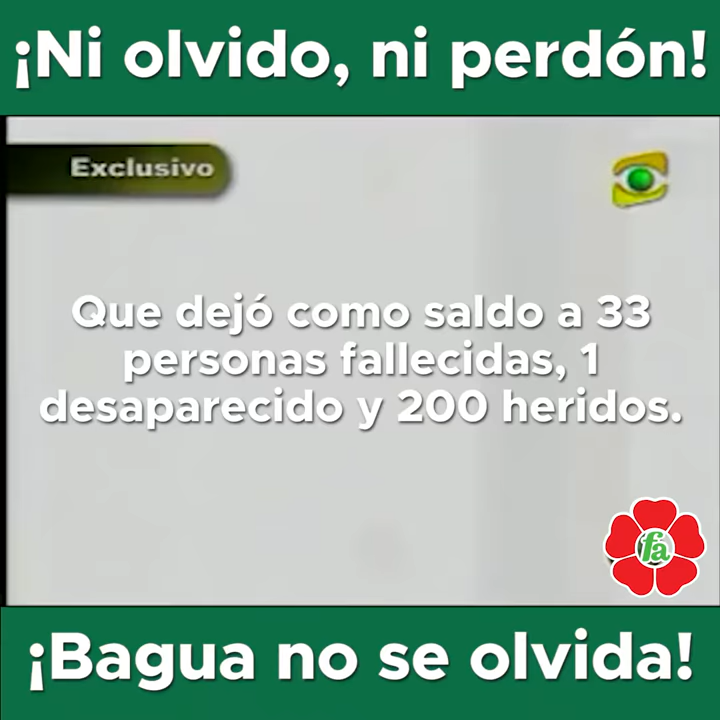 ¡Ni olvido, ni perdón!
Exclusivo
Que dejó como saldo a 33
personas fallecidas, 1
desaparecido y 200 heridos.
fa
¡Bagua no se olvida!